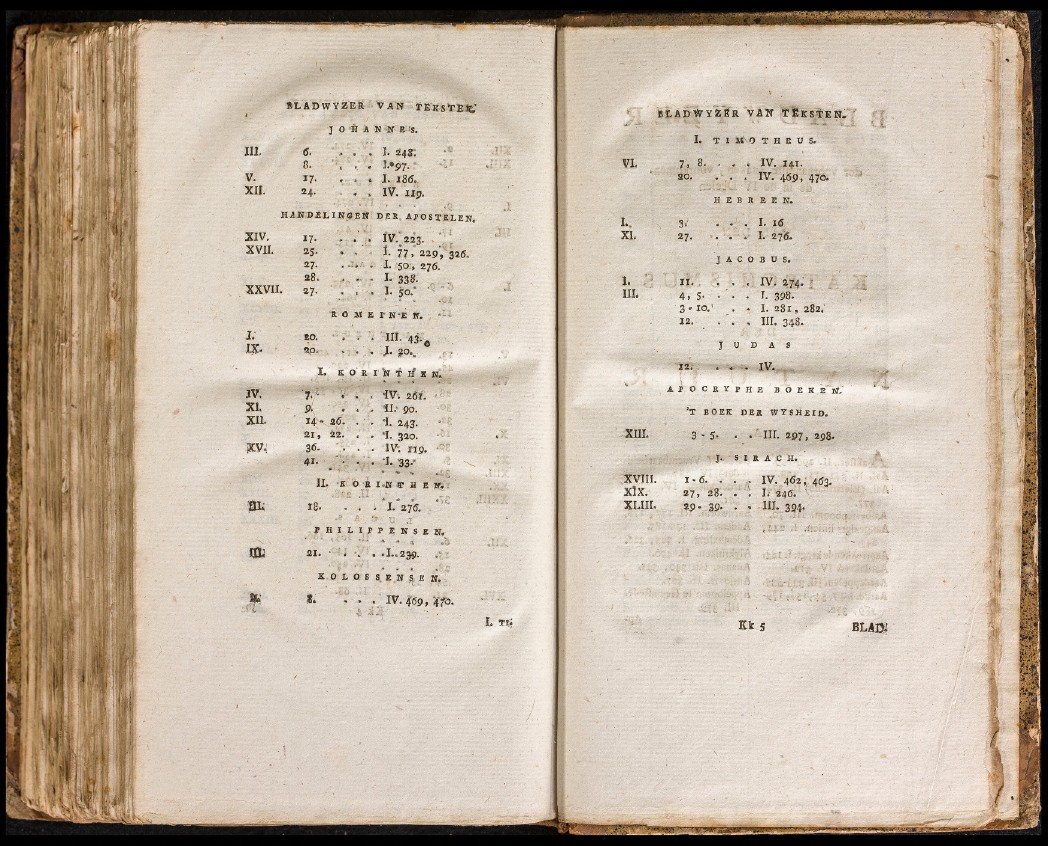 BLADWYZER VAN TEKSTEN.
JOHANNES.
III. 6. . . . I. 248.
8. . . . I. 97.
V. 17. . . . I. 186.
XII. 24. . . . IV. 119.
HANDELINGEN DER APOSTELEN.
XIV. 17. . . . IV. 223.
XVII. 25. . . . I. 77, 229, 326.
27. . . . I. 50, 276.
28. . . . I. 338.
XXVII. 27. . . . I. 50.
ROMEINEN.
I. 20. . . . III. 43.
IX. 20. . . . I. 20.
I. KORINTHEN.
IV. 7. . . . IV. 261.
XI. 9. . . . II. 90.
XII. 14 - 26. . . . I. 243.
21, 22. . . . I. 320.
XV. 36. . . . IV. 119.
41. . . . I. 33.
II. KORINTHEN.
III. 18. . . . I. 276.
PHILIPPENSEN.
III. 21. . . . I. 239.
KOLOSSENSEN.
. . . IV. 469, 470.
I. TI-
BLADWYZER VAN TEKSTEN.
I. TIMOTHEUS.
VI. 7, 8. . . . IV. 141.
20. . . . IV. 469, 470.
HEBREEN.
I. 3. . . . I. 16
XI. 27. . . . I. 276.
JACOBUS.
I. 11. . . . IV. 274.
III. 4, 5. . . . I. 398.
3 - 10. . . I. 281, 282.
12. . . . III. 348.
JUDAS
12. . . . IV.
APOCRYPHE BOEKEN.
'T BOEK DER WYSHEID.
XIII. 3 - 5. . . III. 297, 298.
J. SIRACH.
XVIII. 1 - 6. . . . IV. 462, 463.
XIX. 27, 28. . . I. 246.
XLIII. 29 - 39. . . III. 394.
Kk 5 BLAD-